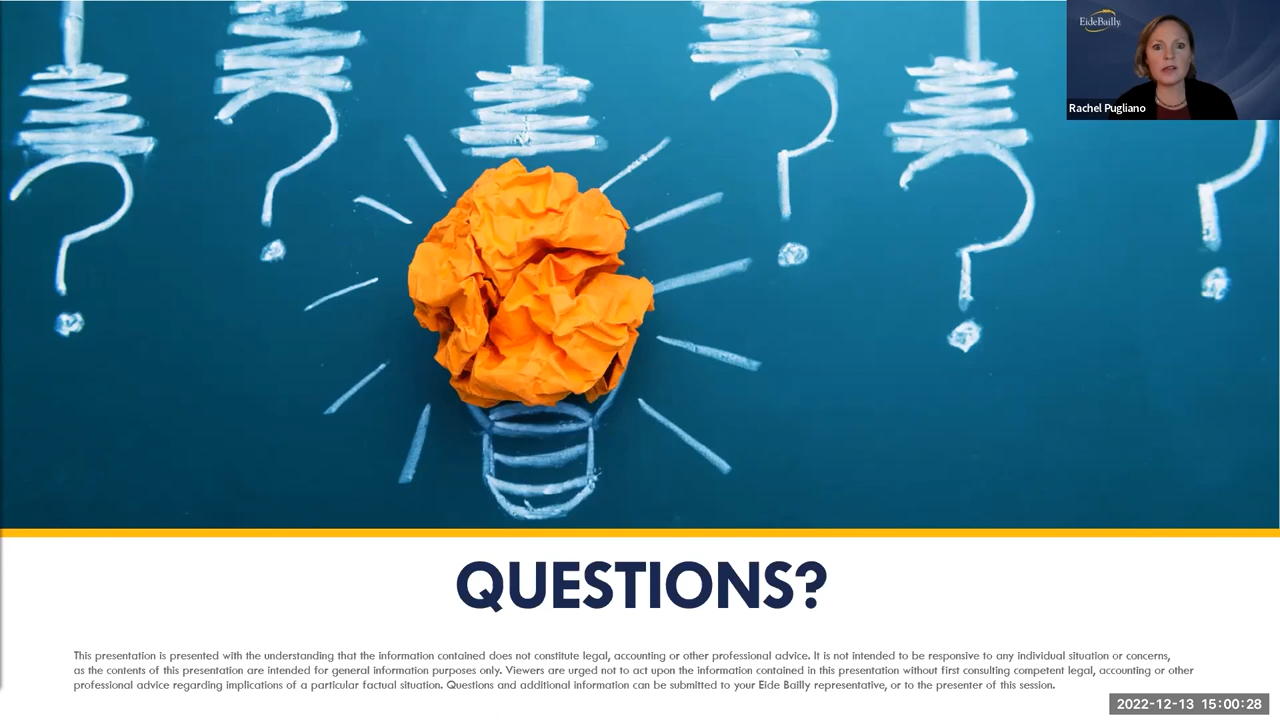 EideBailly
Rachel Pugliano
QUESTIONS?
This presentation is presented with the understanding that the information contained does not constitute legal, accounting or other professional advice. It is not intended to be responsive to any individual situation or concerns,
as the contents of this presentation are intended for general information purposes only. Viewers are urged not to act upon the information contained in this presentation without first consulting competent legal, accounting or other
professional advice regarding implications of a particular factual situation. Questions and additional information can be submitted to your Eide Bailly representative, or to the presenter of this session.
2022-12-13 15:00:28